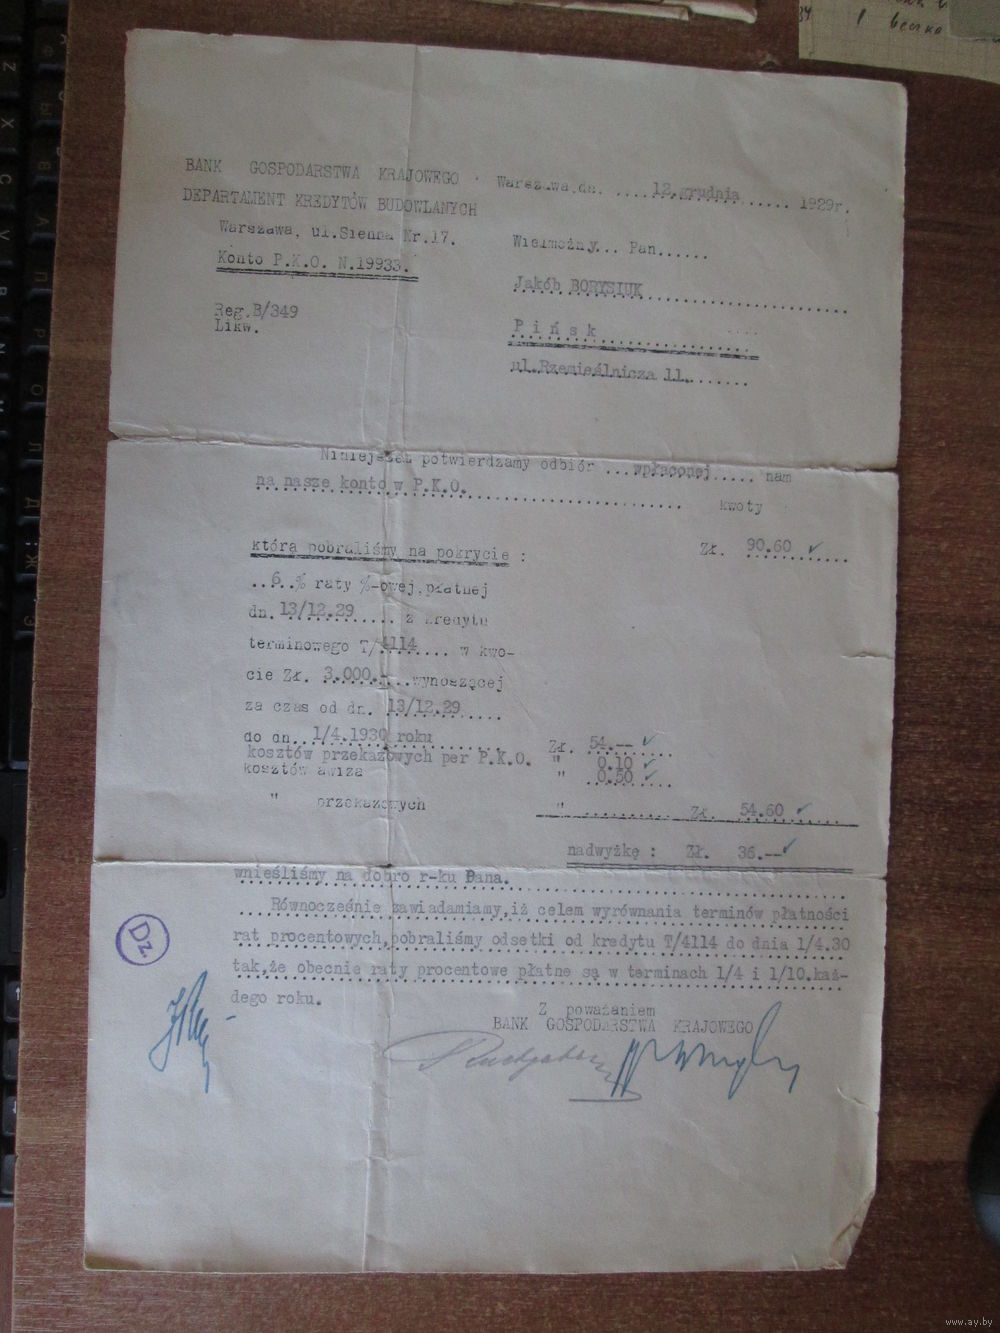 BANK GOSPODARSTWA KRAJOWEGO
DEPARTAMENT KREDYTÓW BUDOWLANYCH
Warszawa, ul.Sienna Nr.17.
Konto P.K.O. N.19933.
Reg.B/349
Likw.
Warszawa.dn. ....12.grudnia...... 1929r.
Wielmożny... Pan......
Jakób BORYSIUK
Pińsk
ul.Rzemieślnicza 11.
Niniejszem potwierdzamy odbiór ...wpłaconej..... nam
na nasze konto w P.K.O. kwoty
Zł. 90.60
którą pobraliśmy na pokrycie :
..6..% raty %-owej,płatnej
dn.13/12.29...... z kredytu
terminowego T/4114.... w kwo-
cie Zł. 3.000.-...wynoszącej
za czas od dn. 13/12.29
do dn. 1/4.1930 roku Zł. 54.--
kosztów przekazowych per P.K.O. " 0.10
kosztów awiza " 0.50
" przekazowych " Zł. 54.60
nadwyżkę : Zł. 36.--
wnieśliśmy na dobro r-ku Pana.
Równocześnie zawiadamiamy,iż celem wyrównania terminów płatności
rat procentowych,pobraliśmy odsetki od kredytu T/4114 do dnia 1/4.30
tak,że obecnie raty procentowe płatne są w terminach 1/4 i 1/10.każ-
dego roku.
Z poważaniem
BANK GOSPODARSTWA KRAJOWEGO
Dz
www.ay.by